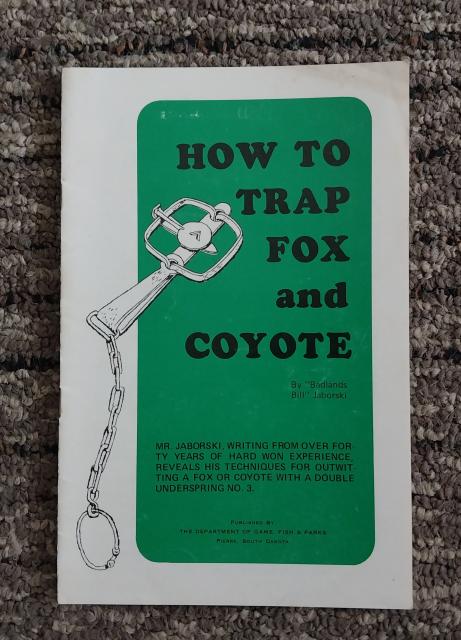 HOW TO
TRAP
FOX
and
COYOTE
By "Badlands
Bill" Jaborski
MR. JABORSKI, WRITING FROM OVER FOR-
TY YEARS OF HARD WON EXPERIENCE,
REVEALS HIS TECHNIQUES FOR OUTWIT-
TING A FOX OR COYOTE WITH A DOUBLE
UNDERSPRING NO. 3.
PUBLISHED BY
THE DEPARTMENT OF GAME, FISH & PARKS
PIERRE, SOUTH DAKOTA